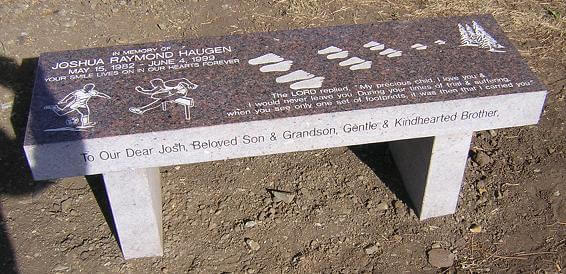 IN MEMORY OF
JOSHUA RAYMOND HAUGEN
MAY 15, 1982 - JUNE 4, 1999
YOUR SMILE LIVES ON IN OUR HEARTS FOREVER
The LORD replied, "My precious child, I love you &
I would never leave you. During your times of trial & suffering,
when you see only one set of footprints, it was then that I carried you"
To Our Dear Josh, Beloved Son & Grandson, Gentle & Kindhearted Brother,